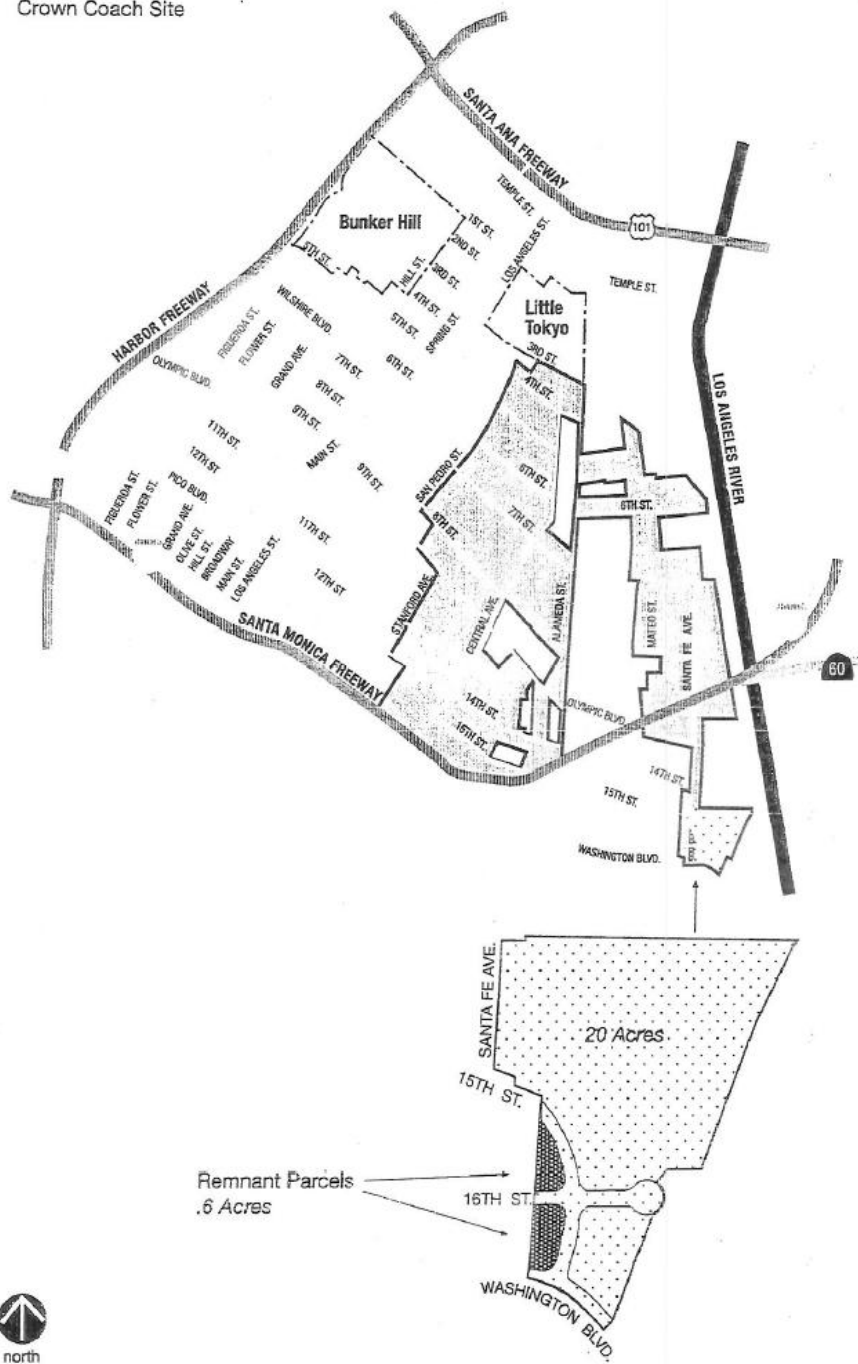 Crown Coach Site
SANTA ANA FREEWAY
TEMPLE ST.
101
Bunker Hill
1ST ST.
2ND ST.
LOS ANGELES ST.
5TH ST.
HILL ST.
3RD ST.
TEMPLE ST.
HARBOR FREEWAY
WILSHIRE BLVD.
4TH ST.
Little
Tokyo
FIGUEROA ST.
FLOWER ST.
5TH ST.
SPRING ST.
3RD ST.
OLYMPIC BLVD.
GRAND AVE.
7TH ST.
6TH ST.
4TH ST.
LOS ANGELES RIVER
8TH ST.
9TH ST.
11TH ST.
12TH ST.
MAIN ST.
9TH ST.
SAN PEDRO ST.
6TH ST.
6TH ST.
FIGUEROA ST.
FLOWER ST.
PICO BLVD.
GRAND AVE.
OLIVE ST.
HILL ST.
BROADWAY
MAIN ST.
LOS ANGELES ST.
11TH ST.
12TH ST
8TH ST.
7TH ST.
STANFORD AVE.
CENTRAL AVE.
ALAMEDA ST.
MATEO ST.
SANTA FE AVE.
SANTA MONICA FREEWAY
60
14TH ST.
OLYMPIC BLVD.
16TH ST.
14TH ST.
15TH ST.
WASHINGTON BLVD.
SANTA FE AVE.
20 Acres
15TH ST.
Remnant Parcels
.6 Acres
16TH ST.
WASHINGTON BLVD.
north